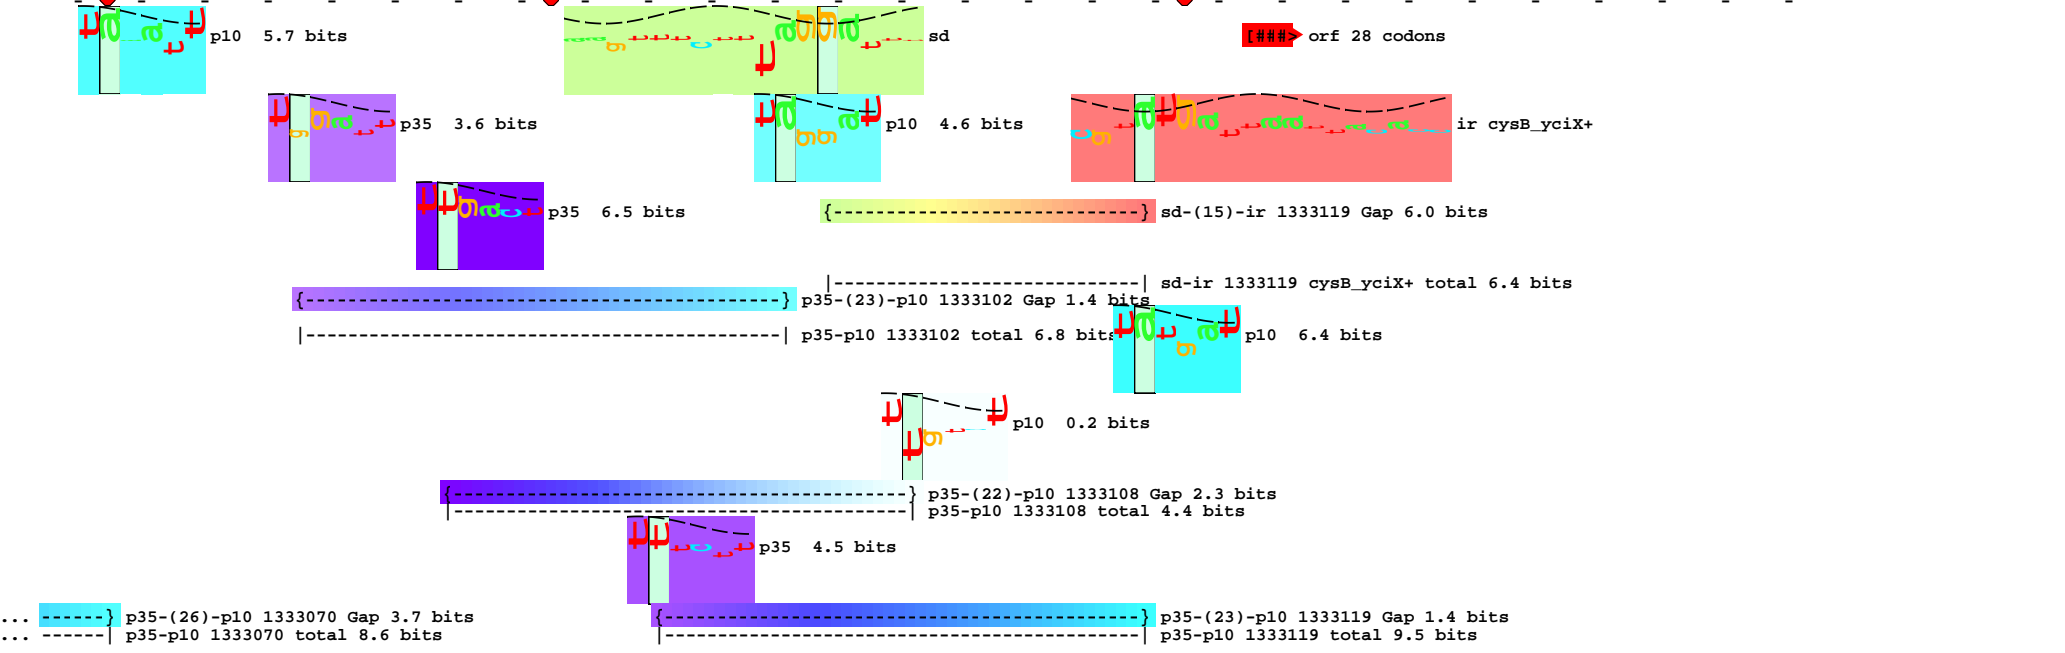 p10 5.7 bits
sd
[###> orf 28 codons
p35 3.6 bits
p10 4.6 bits
ir cysB_yciX+
p35 6.5 bits
{------------------------------} sd-(15)-ir 1333119 Gap 6.0 bits
|-----------------------------| sd-ir 1333119 cysB_yciX+ total 6.4 bits
{---------------------------------------------} p35-(23)-p10 1333102 Gap 1.4 bits
|---------------------------------------------| p35-p10 1333102 total 6.8 bits
p10 6.4 bits
p10 0.2 bits
{-------------------------------------------} p35-(22)-p10 1333108 Gap 2.3 bits
|-------------------------------------------| p35-p10 1333108 total 4.4 bits
p35 4.5 bits
... ------} p35-(26)-p10 1333070 Gap 3.7 bits
{---------------------------------------------} p35-(23)-p10 1333119 Gap 1.4 bits
... ------| p35-p10 1333070 total 8.6 bits
|---------------------------------------------| p35-p10 1333119 total 9.5 bits